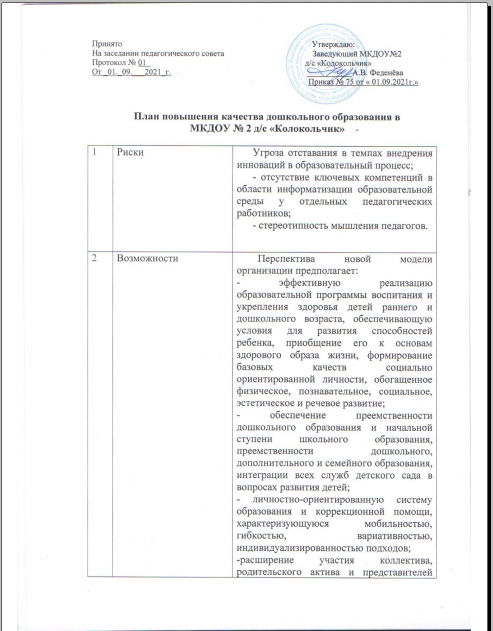 Принято
На заседании педагогического совета
Протокол № 01
От 01. 09. 2021 г.
Утверждаю:
Заведующий МКДОУ№2
д/с «Колокольчик»
А.В. Феденёва
Приказ № 75 от « 01.09.2021г.»
План повышения качества дошкольного образования в
МКДОУ № 2 д/с «Колокольчик»
1 Риски
Угроза отставания в темпах внедрения
инноваций в образовательный процесс;
- отсутствие ключевых компетенций в
области информатизации образовательной
среды у отдельных педагогических
работников;
- стереотипность мышления педагогов.
2 Возможности
Перспектива новой модели
организации предполагает:
- эффективную реализацию
образовательной программы воспитания и
укрепления здоровья детей раннего и
дошкольного возраста, обеспечивающую
условия для развития способностей
ребенка, приобщение его к основам
здорового образа жизни, формирование
базовых качеств социально
ориентированной личности, обогащенное
физическое, познавательное, социальное,
эстетическое и речевое развитие;
- обеспечение преемственности
дошкольного образования и начальной
ступени школьного образования,
преемственности дошкольного,
дополнительного и семейного образования,
интеграции всех служб детского сада в
вопросах развития детей;
- личностно-ориентированную систему
образования и коррекционной помощи,
характеризующуюся мобильностью,
гибкостью, вариативностью,
индивидуализированностью подходов;
-расширение участия коллектива,
родительского актива и представителей